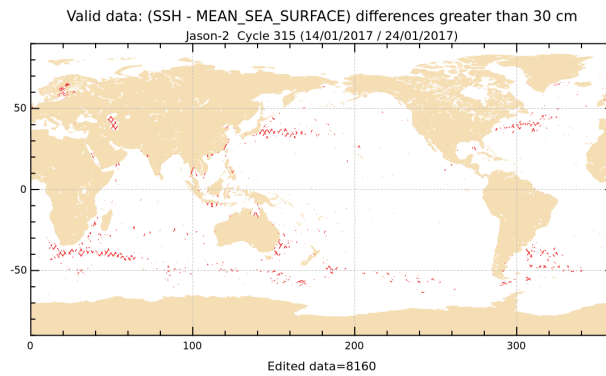 Valid data: (SSH - MEAN_SEA_SURFACE) differences greater than 30 cm
Jason-2 Cycle 315 (14/01/2017 / 24/01/2017)
50
0
-50
0 100 200 300
Edited data=8160